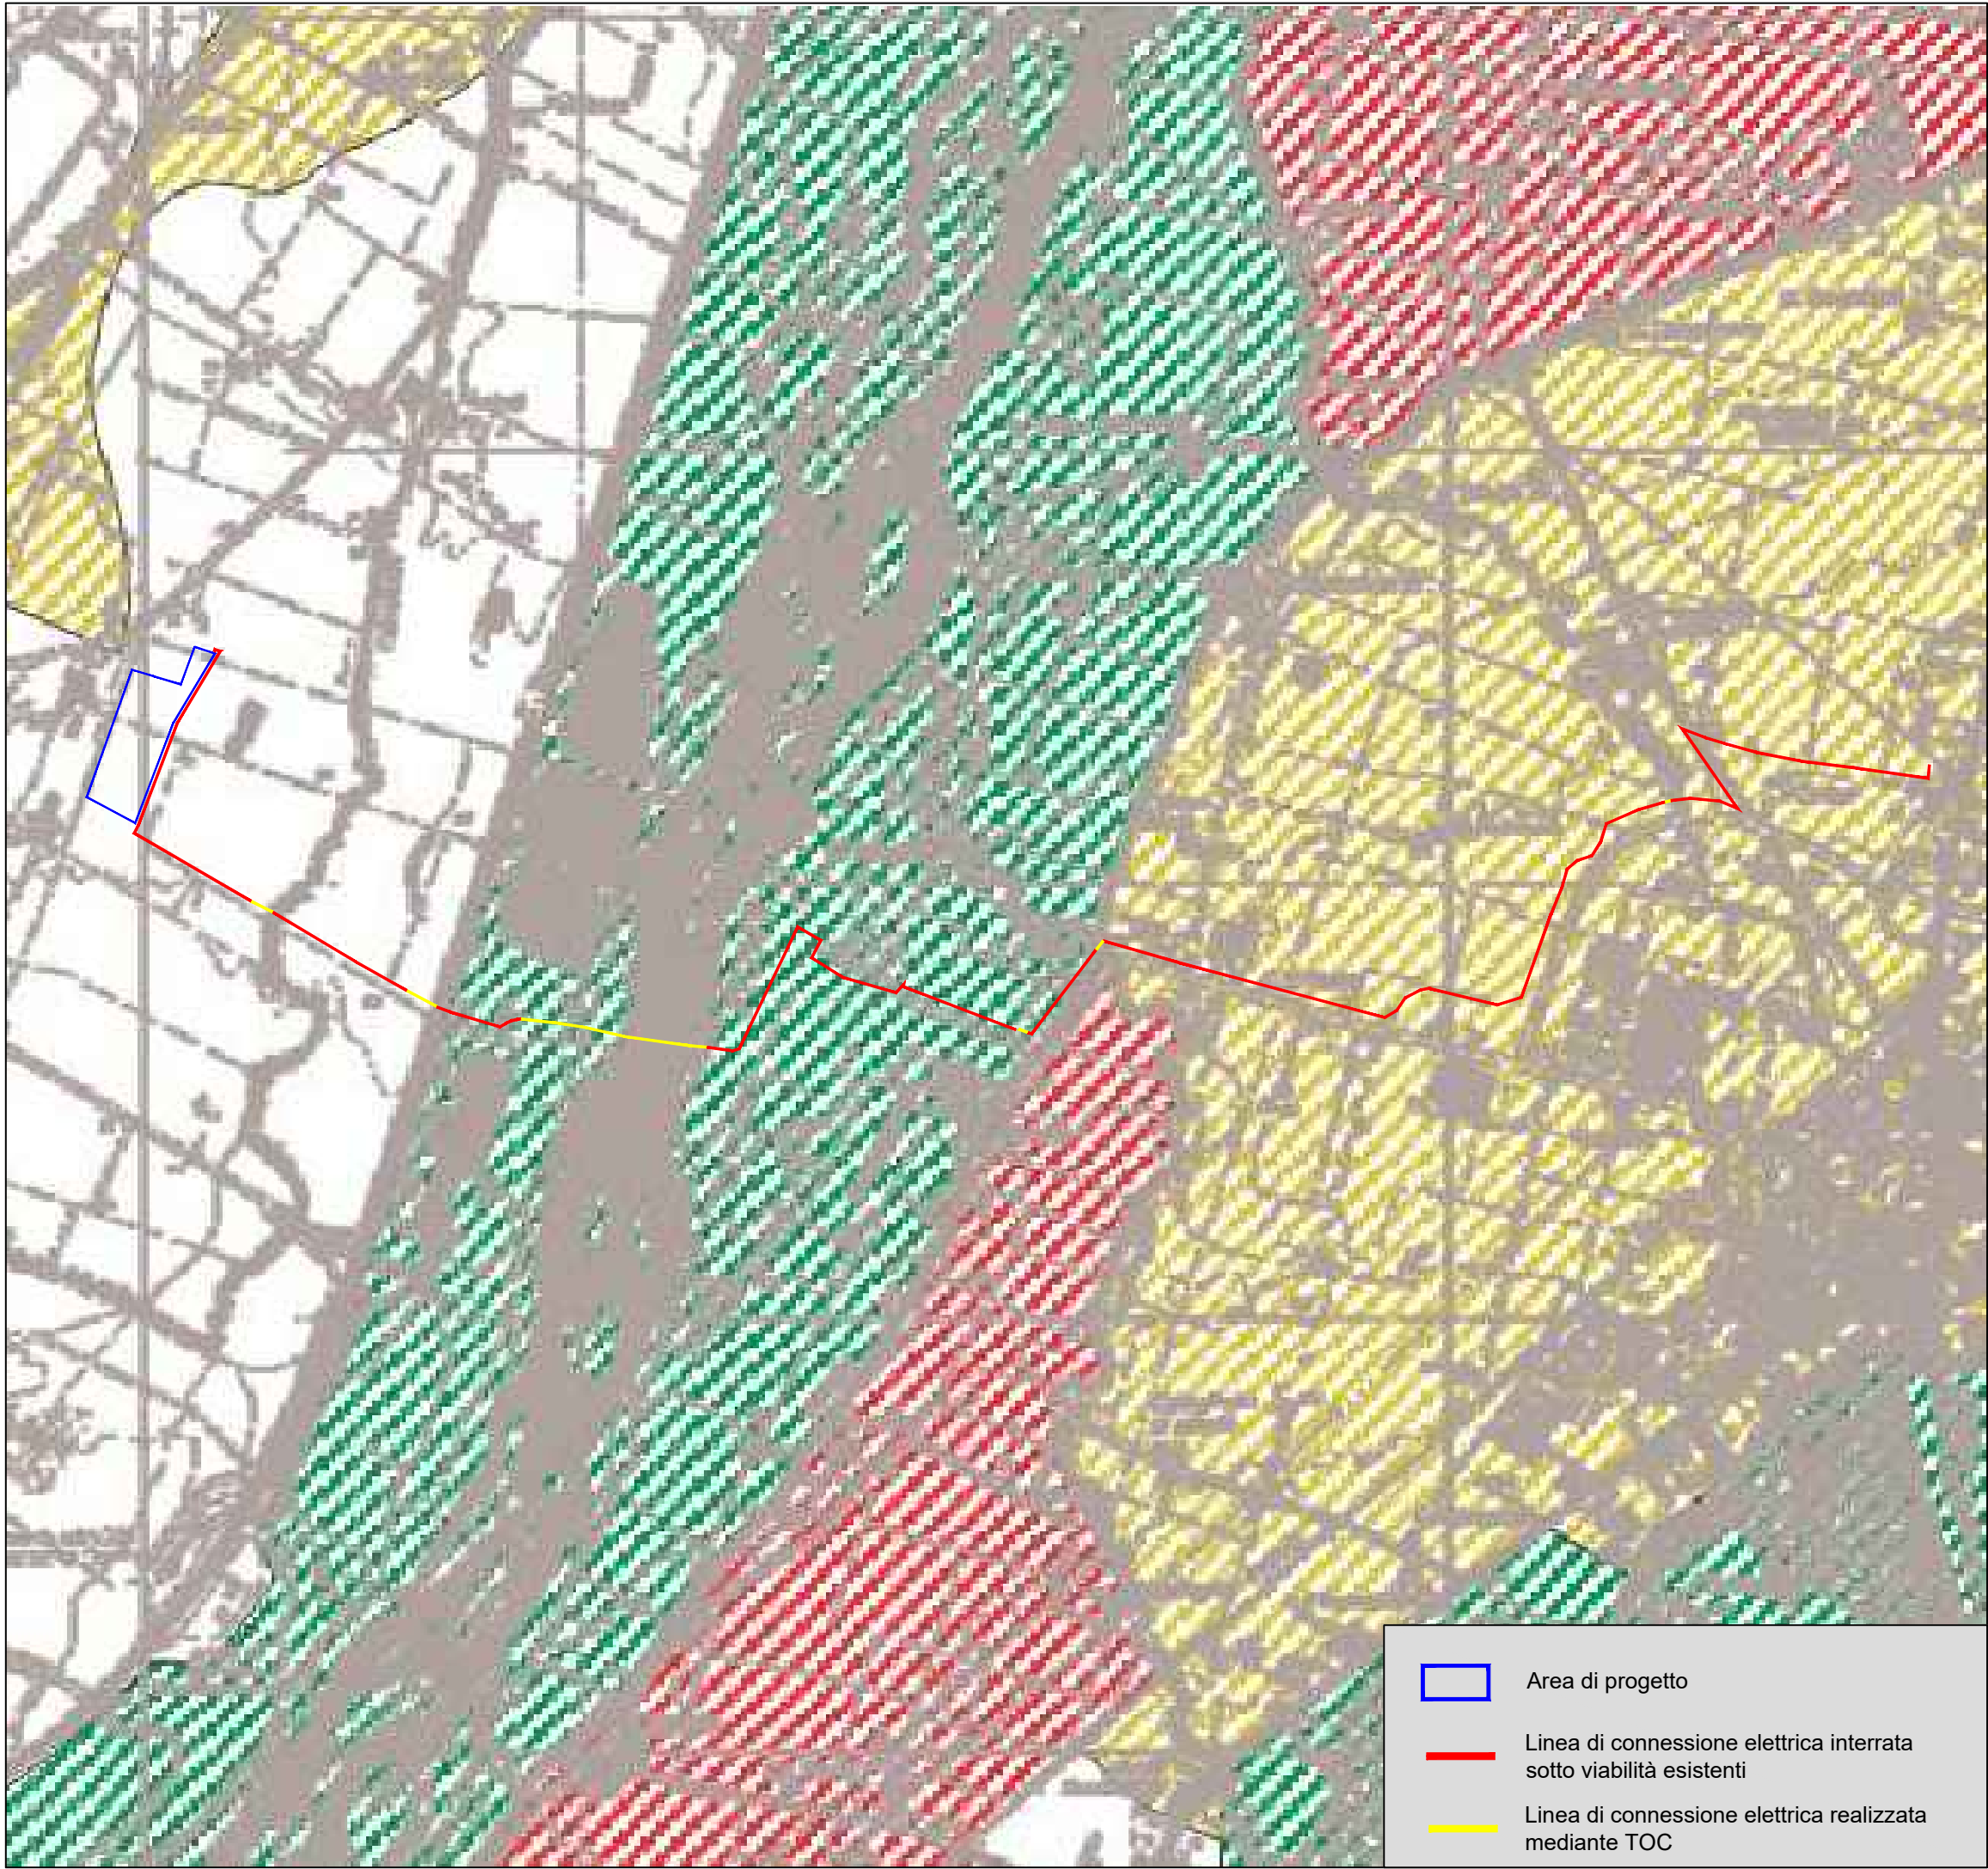 Area di progetto
Linea di connessione elettrica interrata
sotto viabilità esistenti
Linea di connessione elettrica realizzata
mediante TOC